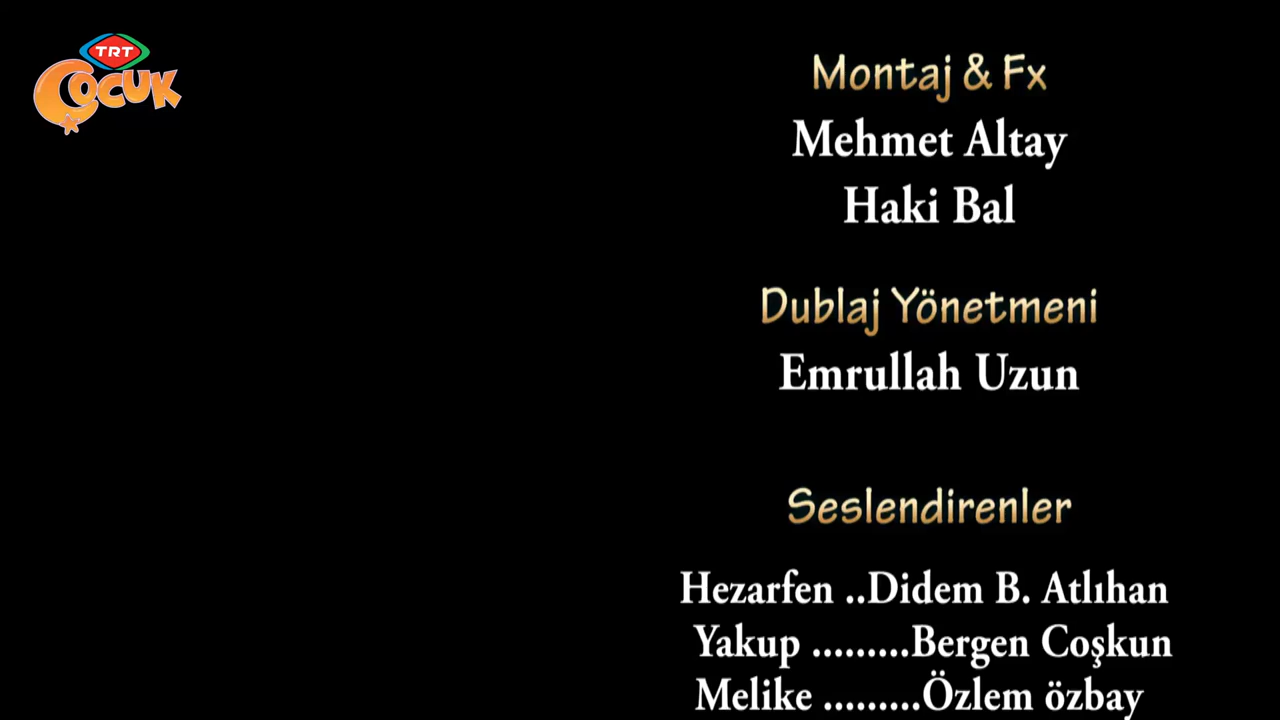 TRT
ÇOCUK
Montaj & Fx
Mehmet Altay
Haki Bal
Dublaj Yönetmeni
Emrullah Uzun
Seslendirenler
Hezarfen ..Didem B. Atlıhan
Yakup .........Bergen Coşkun
Melike .........Özlem özbay